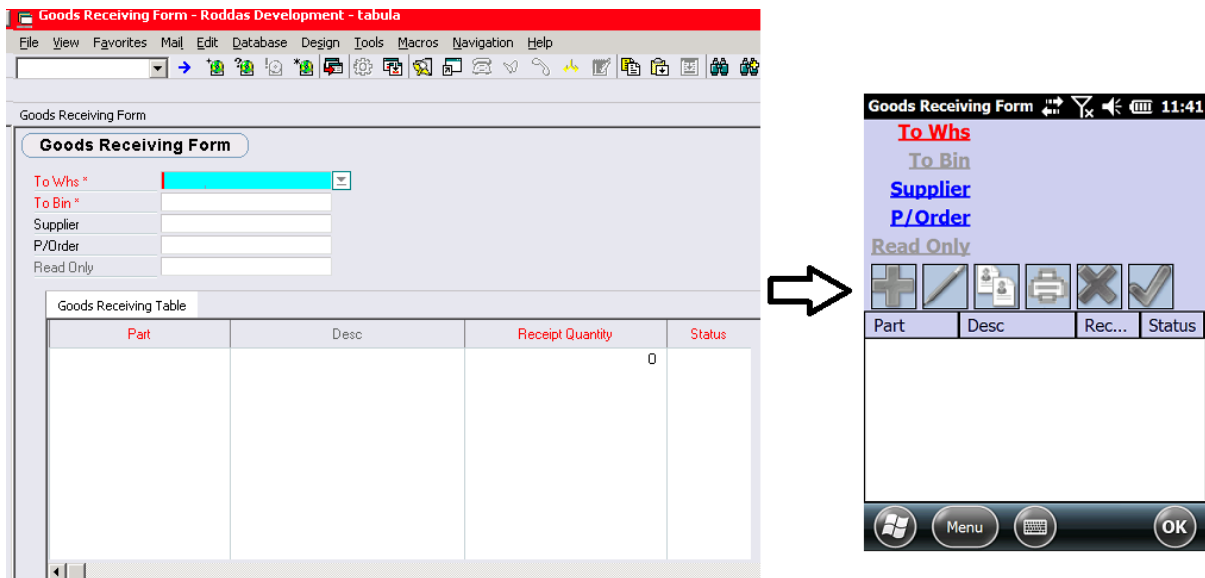 Goods Receiving Form - Roddas Development - tabula
File View Favorites Mail Edit Database Design Tools Macros Navigation Help
Goods Receiving Form
Goods Receiving Form
To Whs *
To Bin *
Supplier
P/Order
Read Only
Goods Receiving Table
Part Desc Receipt Quantity Status
0
Goods Receiving Form 11:41
To Whs
To Bin
Supplier
P/Order
Read Only
Part Desc Rec... Status
Menu OK